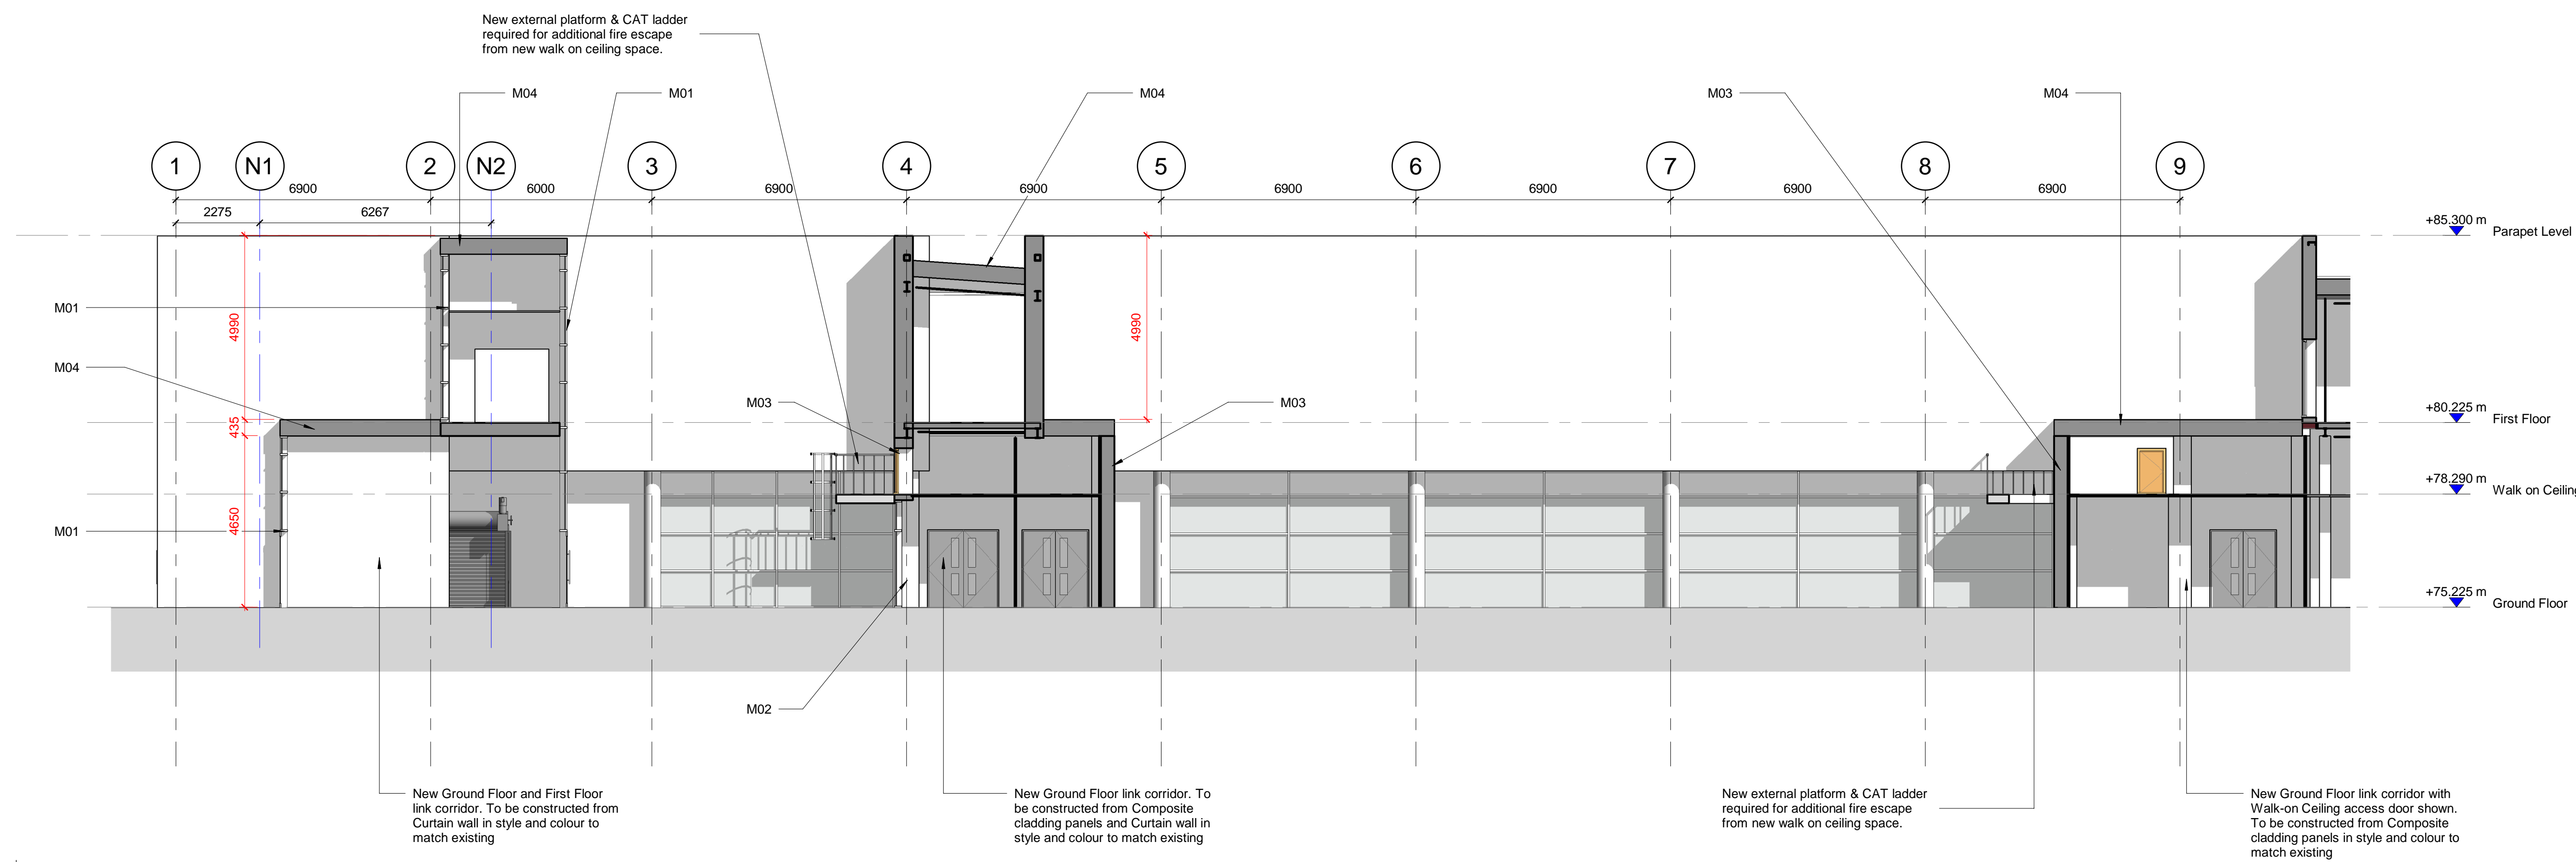 New external platform & CAT ladder
required for additional fire escape
from new walk on ceiling space.
M04
M01
M04
M03
M04
1
N1
2
N2
3
4
5
6
7
8
9
6900
6000
6900
6900
6900
6900
6900
6900
2275
6267
+85.300 m
Parapet Level
M01
4990
4990
M04
M03
M03
+80.225 m
First Floor
435
+78.290 m
Walk on Ceiling
M01
4650
+75.225 m
Ground Floor
M02
New Ground Floor and First Floor
link corridor. To be constructed from
Curtain wall in style and colour to
match existing
New Ground Floor link corridor. To
be constructed from Composite
cladding panels and Curtain wall in
style and colour to match existing
New external platform & CAT ladder
required for additional fire escape
from new walk on ceiling space.
New Ground Floor link corridor with
Walk-on Ceiling access door shown.
To be constructed from Composite
cladding panels in style and colour to
match existing